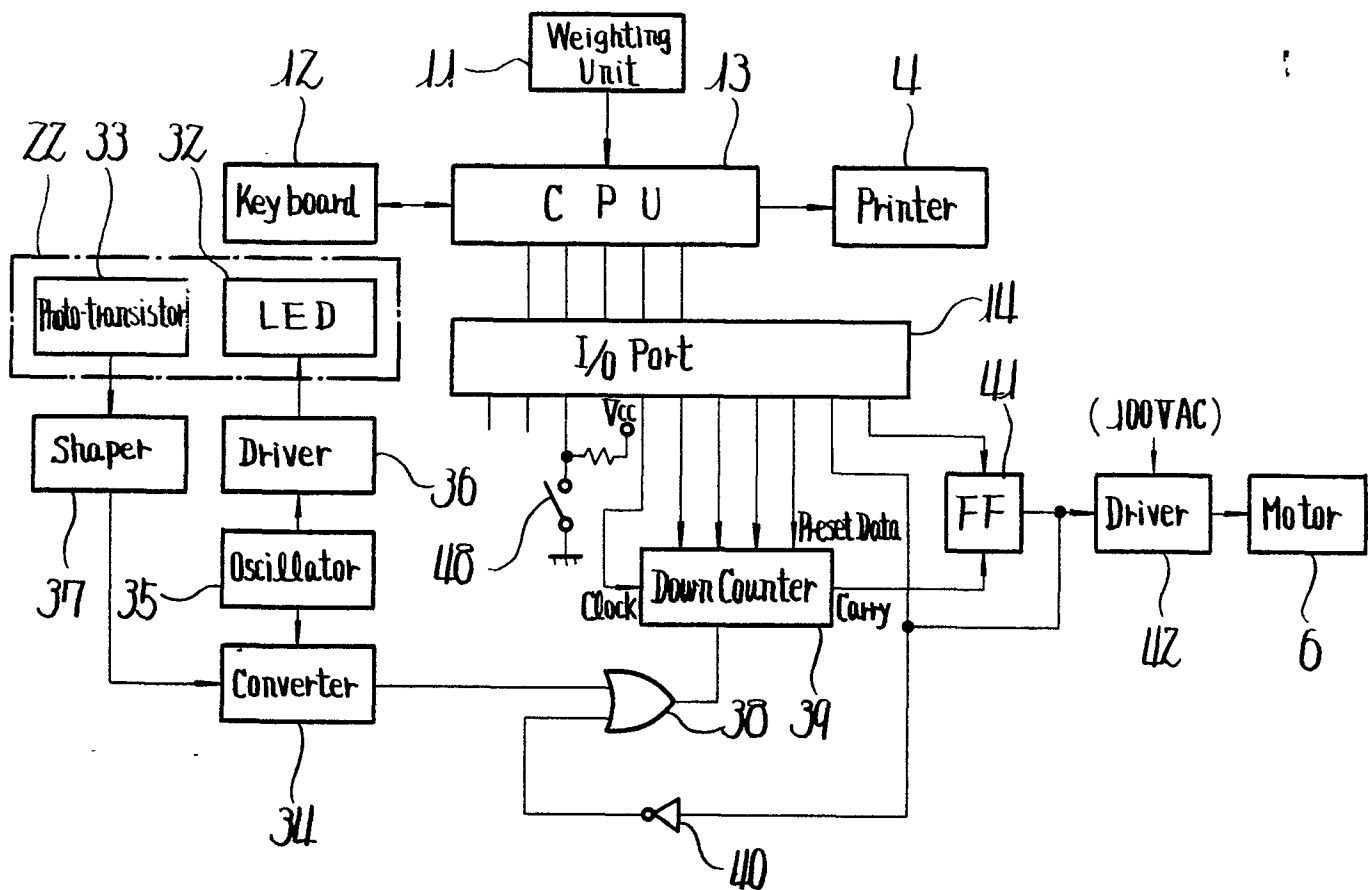 Weighting
Unit
11
12
13
4
22
33
32
Keyboard
C P U
Printer
Photo-transistor
LED
14
I/O Port
Vcc
41
(100VAC)
Shaper
Driver
36
48
FF
Driver
Motor
Preset Data
37
35
Oscillator
Clock
Down Counter
Carry
42
6
Converter
38
39
34
40